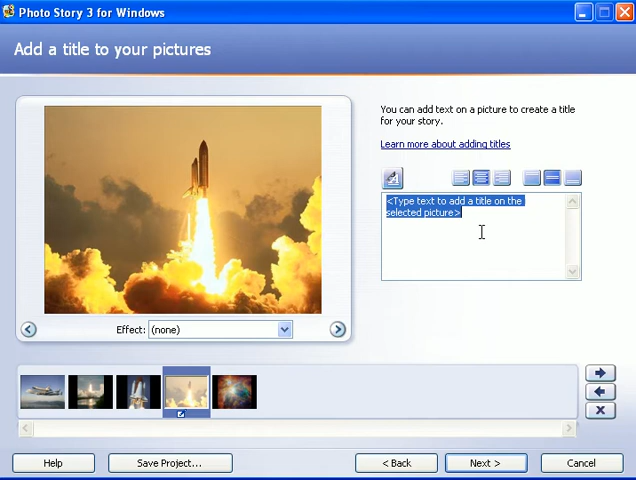 Photo Story 3 for Windows
Add a title to your pictures
You can add text on a picture to create a title
for your story.
Learn more about adding titles
<Type text to add a title on the
selected picture>
Effect: (none)
Help
Save Project...
< Back
Next >
Cancel